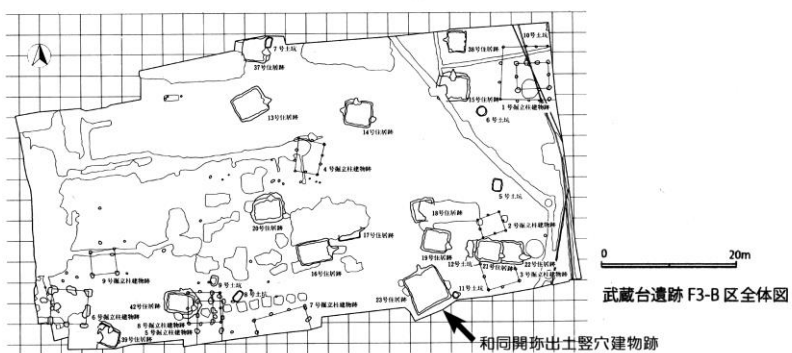 7号土坑
37号住居跡
38号住居跡
10号土坑
13号住居跡
14号住居跡
15号住居跡
1号掘立柱建物跡
6号土坑
4号掘立柱建物跡
5号土坑
18号住居跡
2号掘立柱建物跡
20号住居跡
17号住居跡
19号住居跡
12号土坑
21号住居跡
22号住居跡
16号住居跡
3号掘立柱建物跡
9号掘立柱建物跡
9号土坑
8号土坑
11号土坑
23号住居跡
42号住居跡
7号掘立柱建物跡
6号掘立柱建物跡
8号掘立柱建物跡
5号掘立柱建物跡
39号住居跡
0 20m
武蔵台遺跡 F3-B 区全体図
和同開珎出土竪穴建物跡